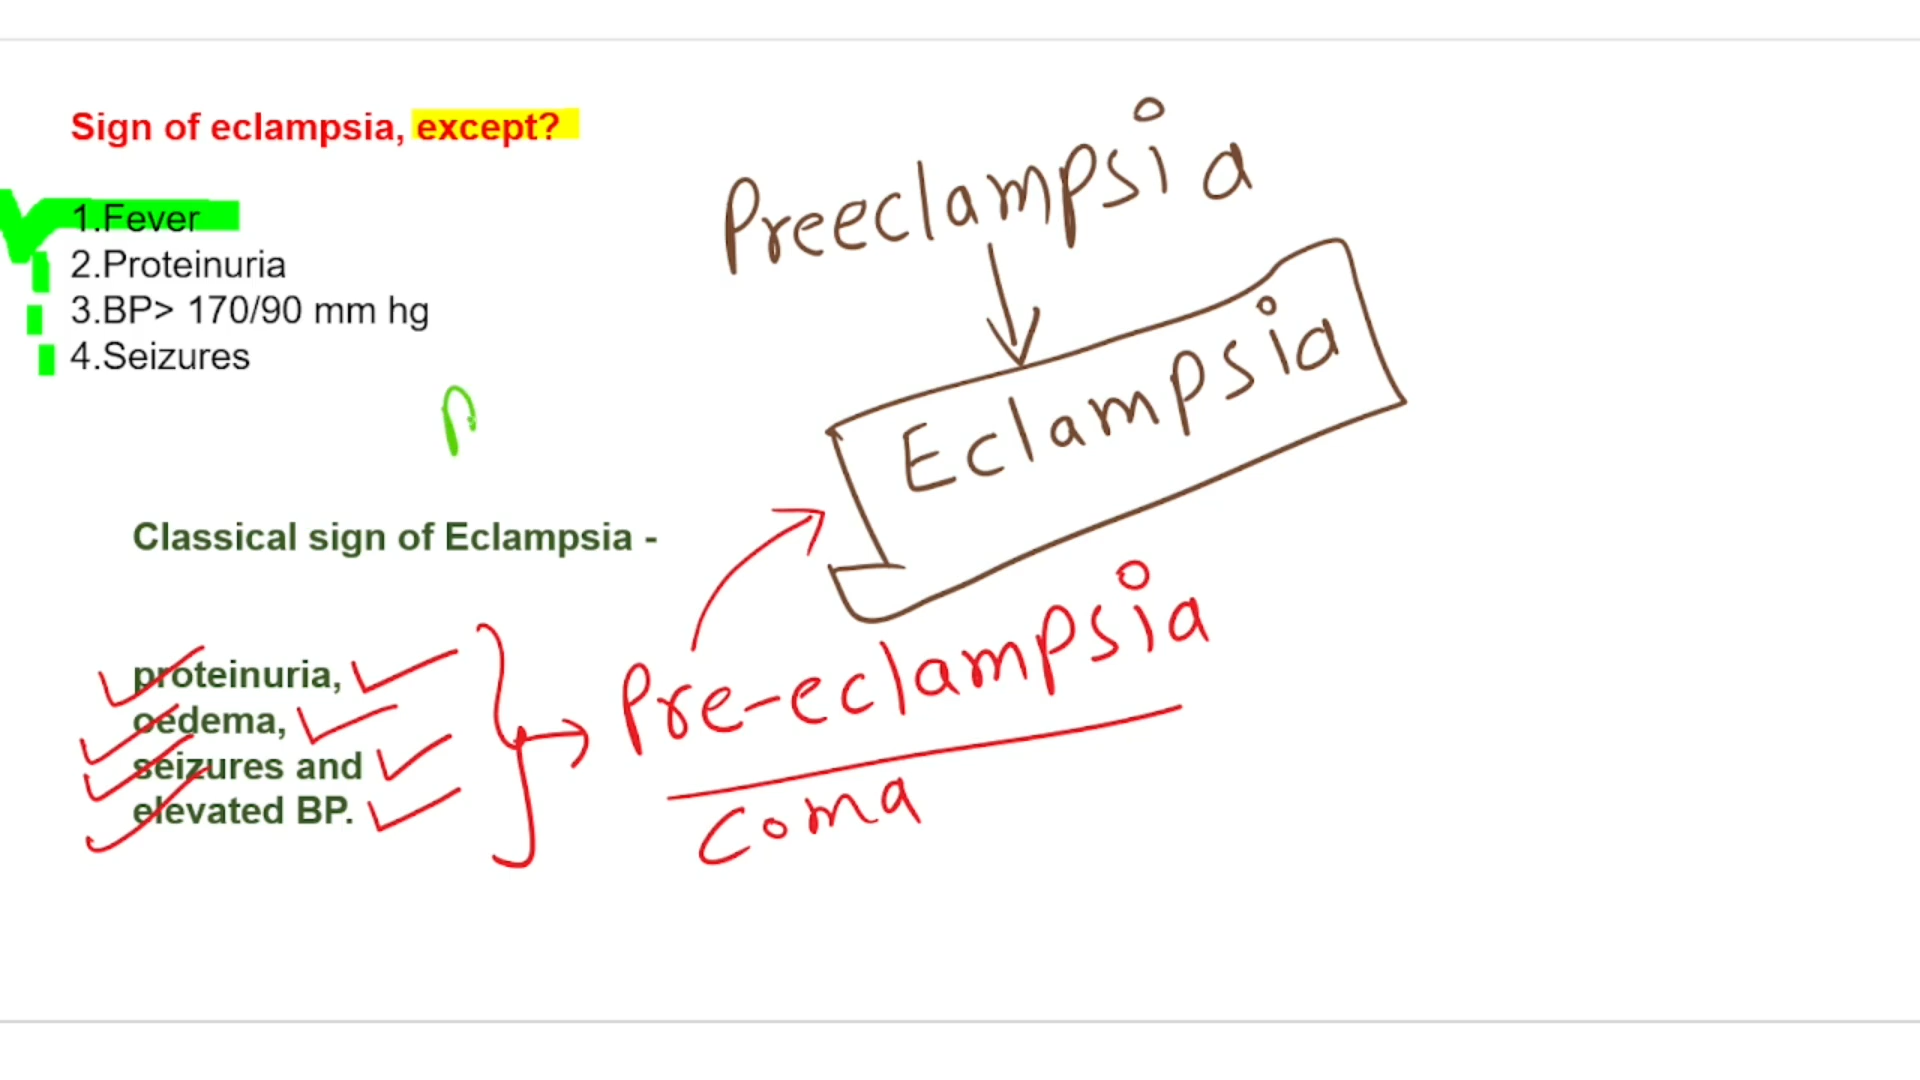 Sign of eclampsia, except?
1.Fever
2.Proteinuria
3.BP> 170/90 mm hg
4.Seizures
Preeclampsia
Eclampsia
P
Classical sign of Eclampsia -
proteinuria,
oedema,
seizures and
elevated BP.
Pre-eclampsia
Coma